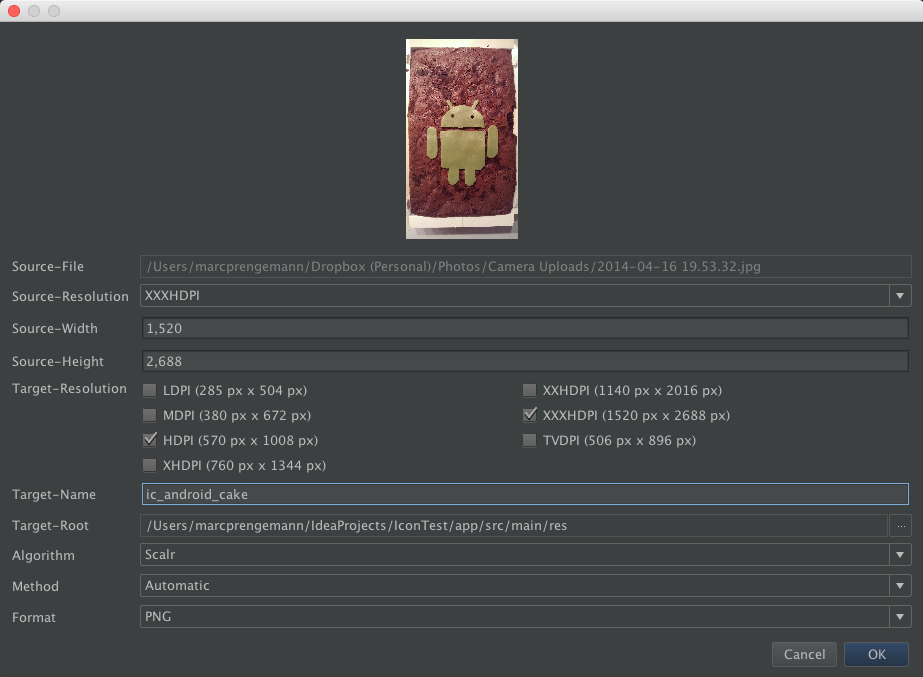 Source-File /Users/marcprengemann/Dropbox (Personal)/Photos/Camera Uploads/2014-04-16 19.53.32.jpg
Source-Resolution XXXHDPI
Source-Width 1,520
Source-Height 2,688
Target-Resolution LDPI (285 px x 504 px) XXHDPI (1140 px x 2016 px)
MDPI (380 px x 672 px) XXXHDPI (1520 px x 2688 px)
HDPI (570 px x 1008 px) TVDPI (506 px x 896 px)
XHDPI (760 px x 1344 px)
Target-Name ic_android_cake
Target-Root /Users/marcprengemann/IdeaProjects/IconTest/app/src/main/res ...
Algorithm Scalr
Method Automatic
Format PNG
Cancel OK